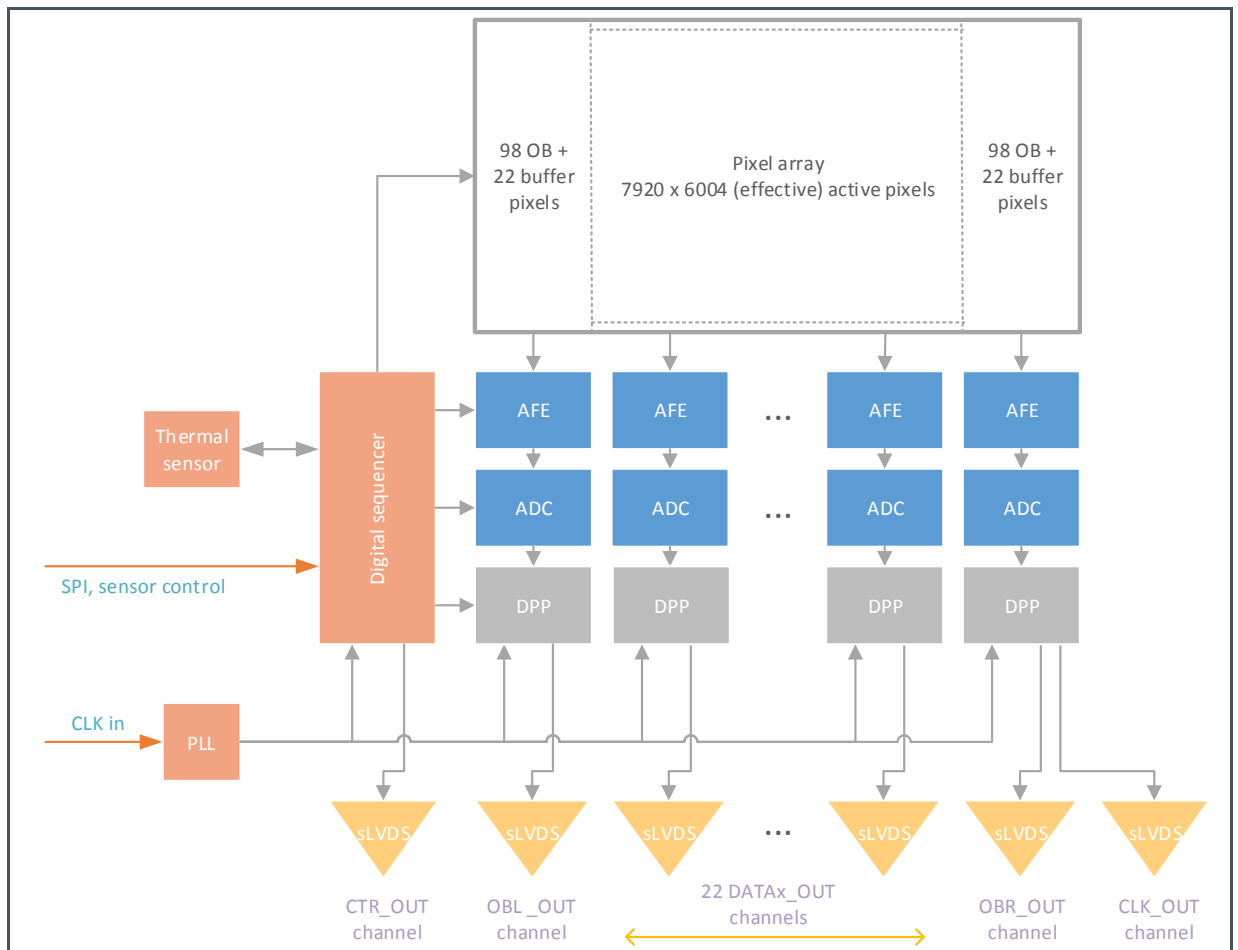 98 OB +
22 buffer
pixels
Pixel array
7920 x 6004 (effective) active pixels
98 OB +
22 buffer
pixels
Thermal
sensor
Digital sequencer
AFE
AFE
...
AFE
AFE
ADC
ADC
...
ADC
ADC
SPI, sensor control
DPP
DPP
DPP
DPP
CLK in
PLL
sLVDS
sLVDS
sLVDS
...
sLVDS
sLVDS
sLVDS
CTR_OUT
channel
OBL _OUT
channel
22 DATAx_OUT
channels
OBR_OUT
channel
CLK_OUT
channel